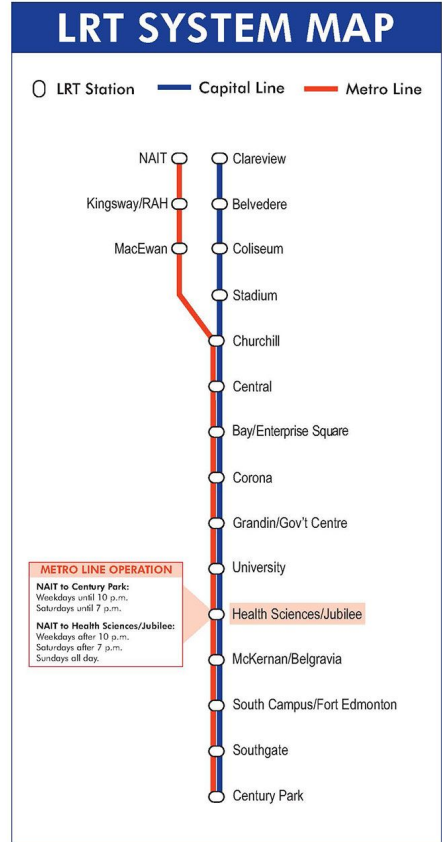 LRT SYSTEM MAP
LRT Station
Capital Line
Metro Line
NAIT
Clareview
Kingsway/RAH
Belvedere
MacEwan
Coliseum
Stadium
Churchill
Central
Bay/Enterprise Square
Corona
Grandin/Gov't Centre
University
METRO LINE OPERATION
NAIT to Century Park:
Weekdays until 10 p.m.
Saturdays until 7 p.m.
NAIT to Health Sciences/Jubilee:
Weekdays after 10 p.m.
Saturdays after 7 p.m.
Sundays all day.
Health Sciences/Jubilee
McKernan/Belgravia
South Campus/Fort Edmonton
Southgate
Century Park